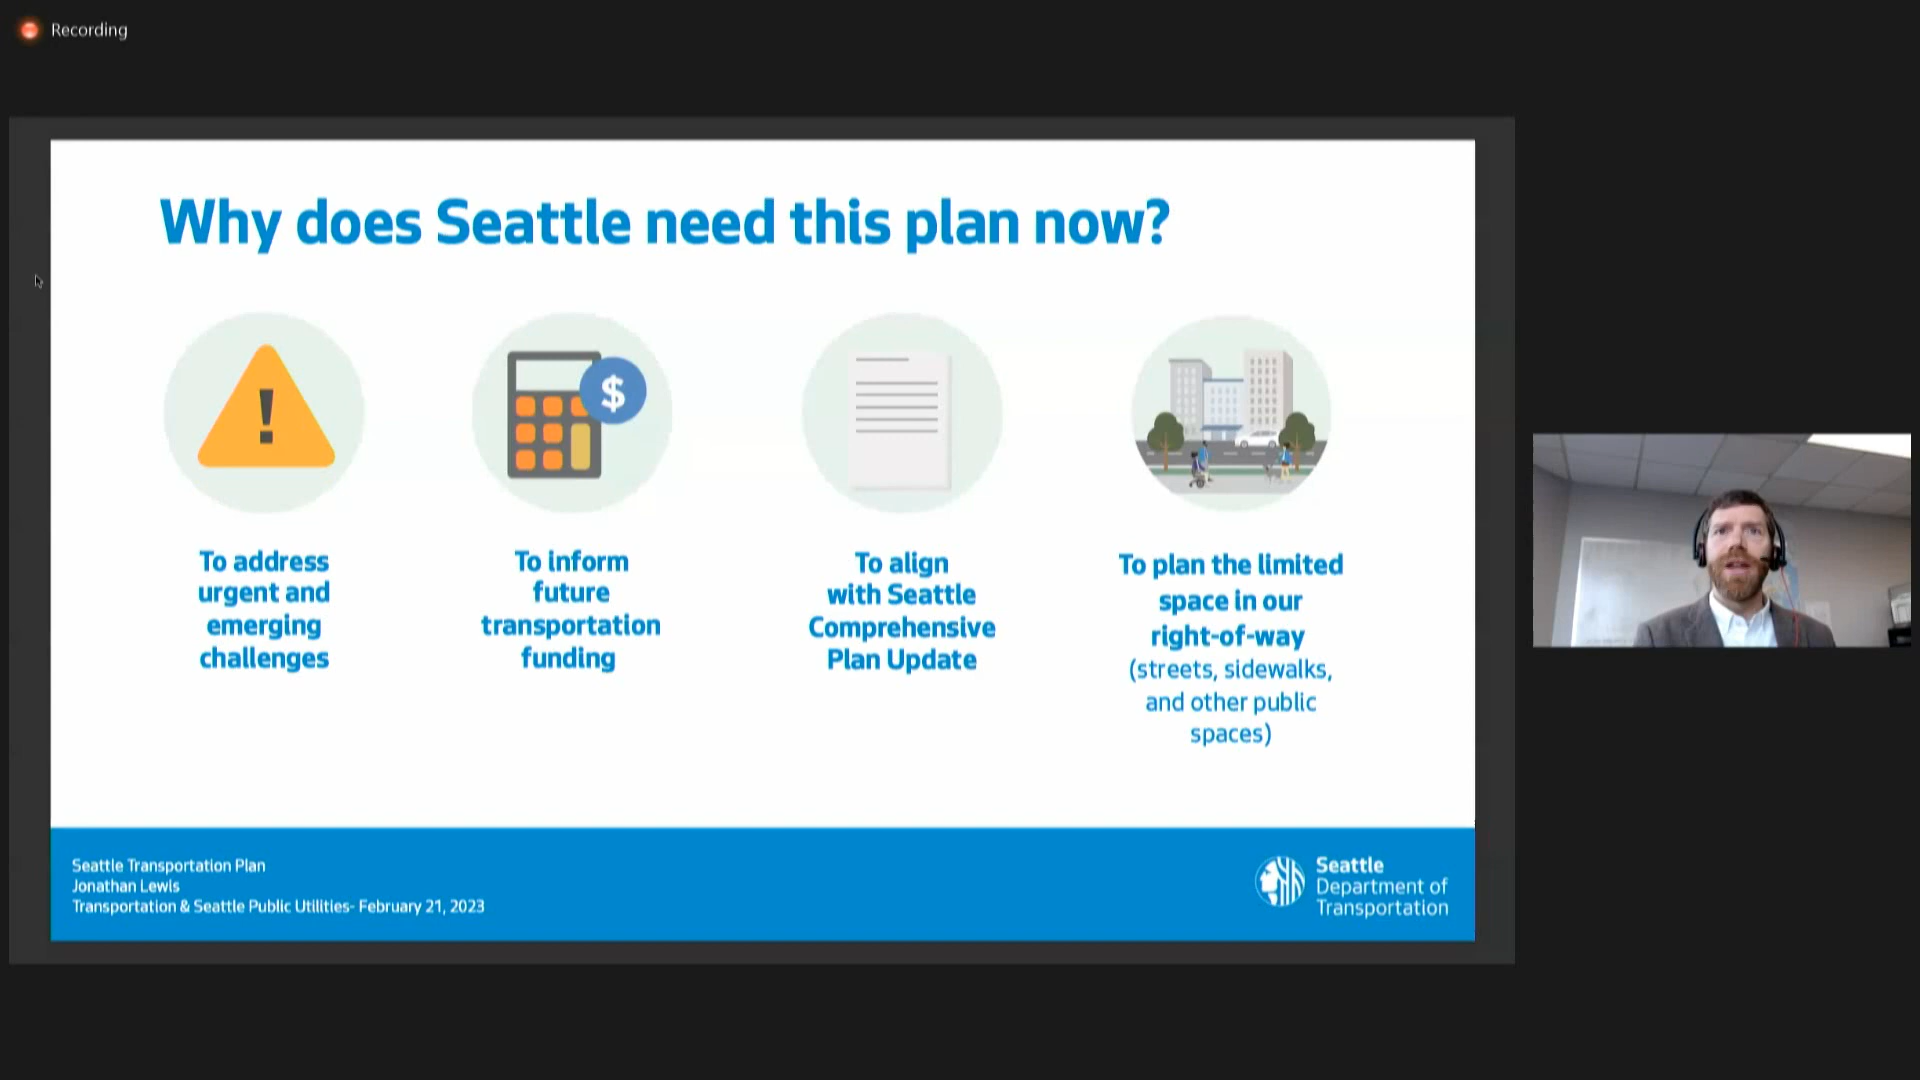 Recording
Why does Seattle need this plan now?
!
$
To address
urgent and
emerging
challenges
To inform
future
transportation
funding
To align
with Seattle
Comprehensive
Plan Update
To plan the limited
space in our
right-of-way
(streets, sidewalks,
and other public
spaces)
Seattle Transportation Plan
Jonathan Lewis
Transportation & Seattle Public Utilities- February 21, 2023
Seattle
Department of
Transportation